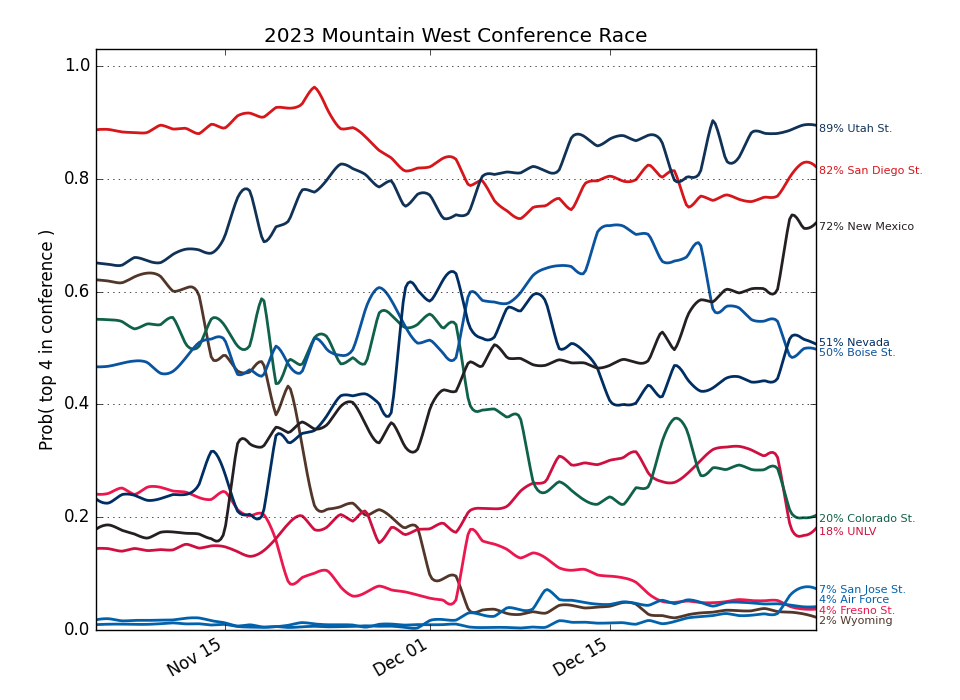 2023 Mountain West Conference Race
Prob( top 4 in conference )
1.0
0.8
0.6
0.4
0.2
0.0
Nov 15
Dec 01
Dec 15
89% Utah St.
82% San Diego St.
72% New Mexico
51% Nevada
50% Boise St.
20% Colorado St.
18% UNLV
7% San Jose St.
4% Air Force
4% Fresno St.
2% Wyoming